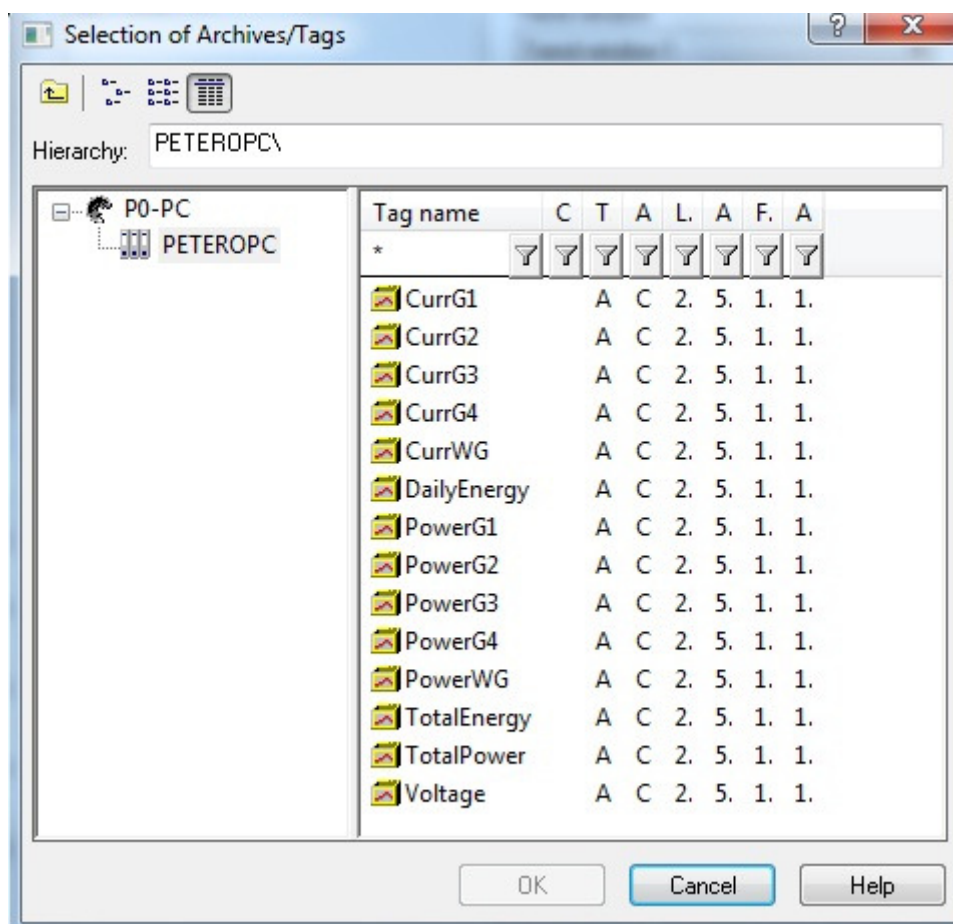 Selection of Archives/Tags
Hierarchy: PETEROPC\
P0-PC
PETEROPC
Tag name C T A L. A F. A
*
CurrG1 A C 2. 5. 1. 1.
CurrG2 A C 2. 5. 1. 1.
CurrG3 A C 2. 5. 1. 1.
CurrG4 A C 2. 5. 1. 1.
CurrWG A C 2. 5. 1. 1.
DailyEnergy A C 2. 5. 1. 1.
PowerG1 A C 2. 5. 1. 1.
PowerG2 A C 2. 5. 1. 1.
PowerG3 A C 2. 5. 1. 1.
PowerG4 A C 2. 5. 1. 1.
PowerWG A C 2. 5. 1. 1.
TotalEnergy A C 2. 5. 1. 1.
TotalPower A C 2. 5. 1. 1.
Voltage A C 2. 5. 1. 1.
OK Cancel Help